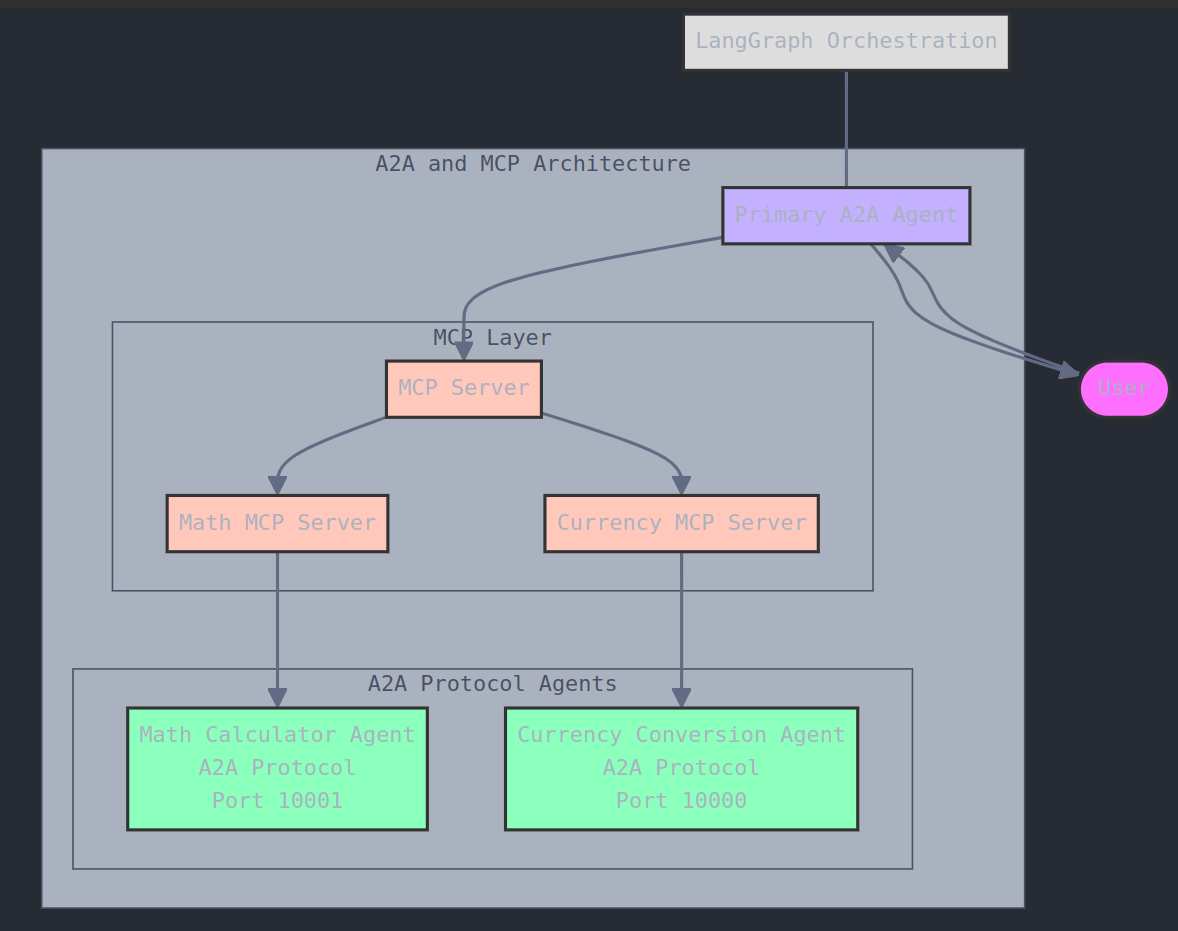 LangGraph Orchestration
A2A and MCP Architecture
Primary A2A Agent
MCP Layer
MCP Server
User
Math MCP Server
Currency MCP Server
A2A Protocol Agents
Math Calculator Agent
A2A Protocol
Port 10001
Currency Conversion Agent
A2A Protocol
Port 10000